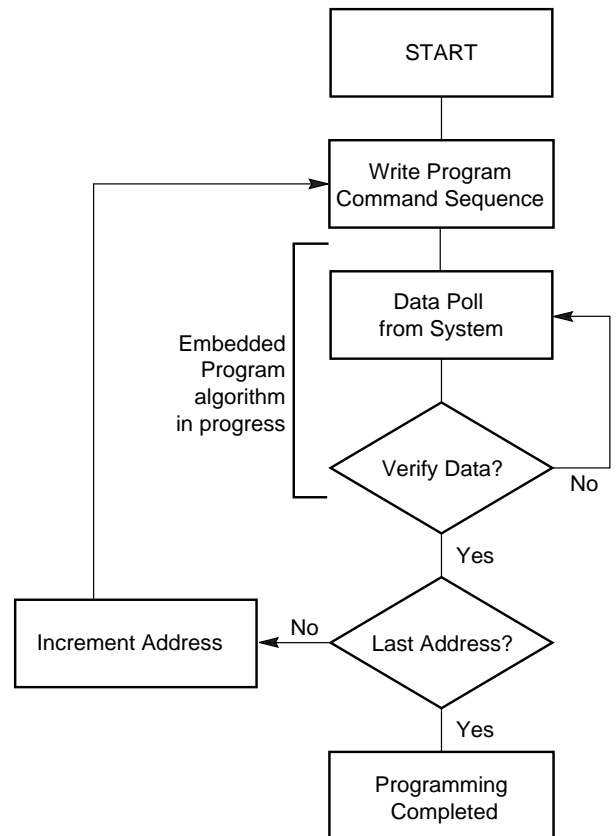 START
Write Program
Command Sequence
Data Poll
from System
Embedded
Program
algorithm
in progress
Verify Data?
No
Yes
Increment Address
No
Last Address?
Yes
Programming
Completed